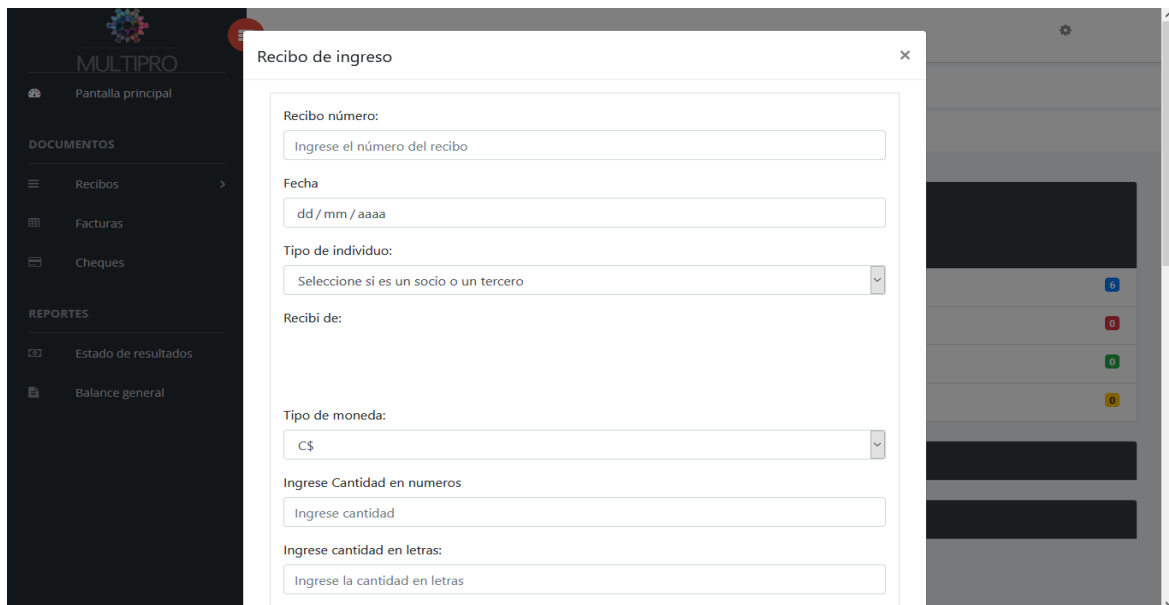 MULTIPRO
Pantalla principal
DOCUMENTOS
Recibos
Facturas
Cheques
REPORTES
Estado de resultados
Balance general
Recibo de ingreso
×
Recibo número:
Ingrese el número del recibo
Fecha
dd / mm / aaaa
Tipo de individuo:
Seleccione si es un socio o un tercero
Recibi de:
Tipo de moneda:
C$
Ingrese Cantidad en numeros
Ingrese cantidad
Ingrese cantidad en letras:
Ingrese la cantidad en letras
6
0
0
0